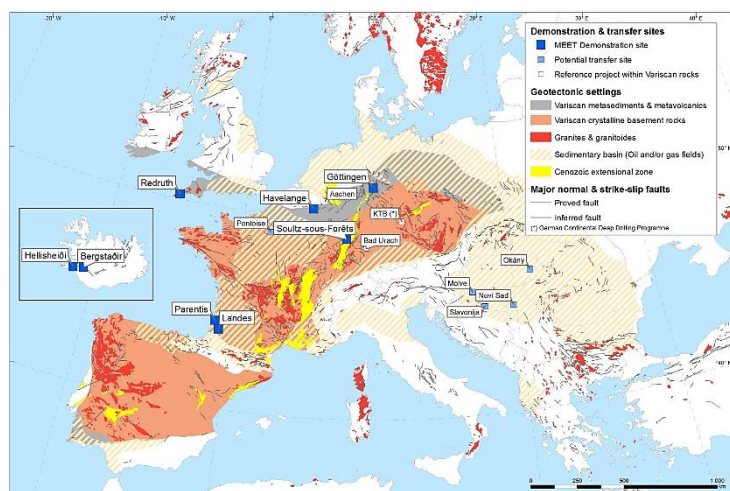 20°W
10°W
0°
10°E
20°E
30°E
Demonstration & transfer sites
MEET Demonstration site
Potential transfer site
Reference project within Variscan rocks
Geotectonic settings
Variscan metasediments & metavolcanics
Variscan crystalline basement rocks
Granites & granitoides
Sedimentary basin (Oil and/or gas fields)
Cenozoic extensional zone
Major normal & strike-slip faults
Proved fault
Inferred fault
(*) German Continental Deep Drilling Programme
50°N
Göttingen
Redruth
Aachen
Havelange
KTB (*)
Pontoise
Soultz-sous-Forêts
Bad Urach
Hellisheiði
Bergstaðir
Okány
Molve
Novi Sad
Slavonija
Parentis
Landes
40°N
0
250
500
1.000
km